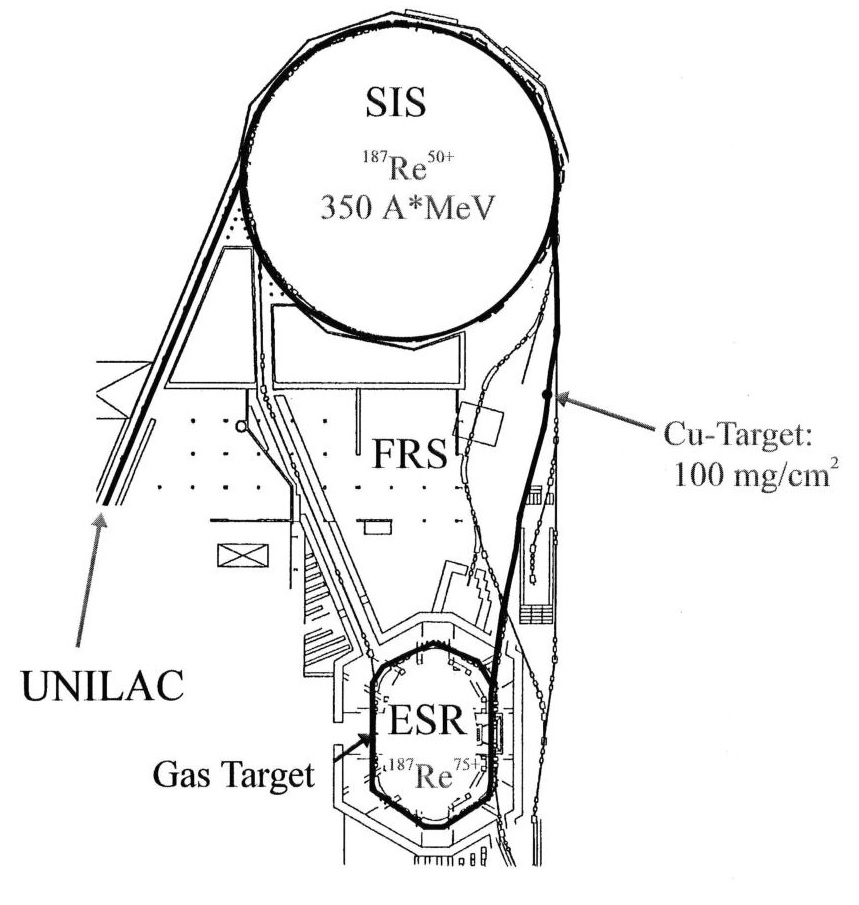 SIS
¹⁸⁷Re⁵⁰⁺
350 A*MeV
FRS
Cu-Target:
100 mg/cm²
UNILAC
ESR
Gas Target
¹⁸⁷Re⁷⁵⁺